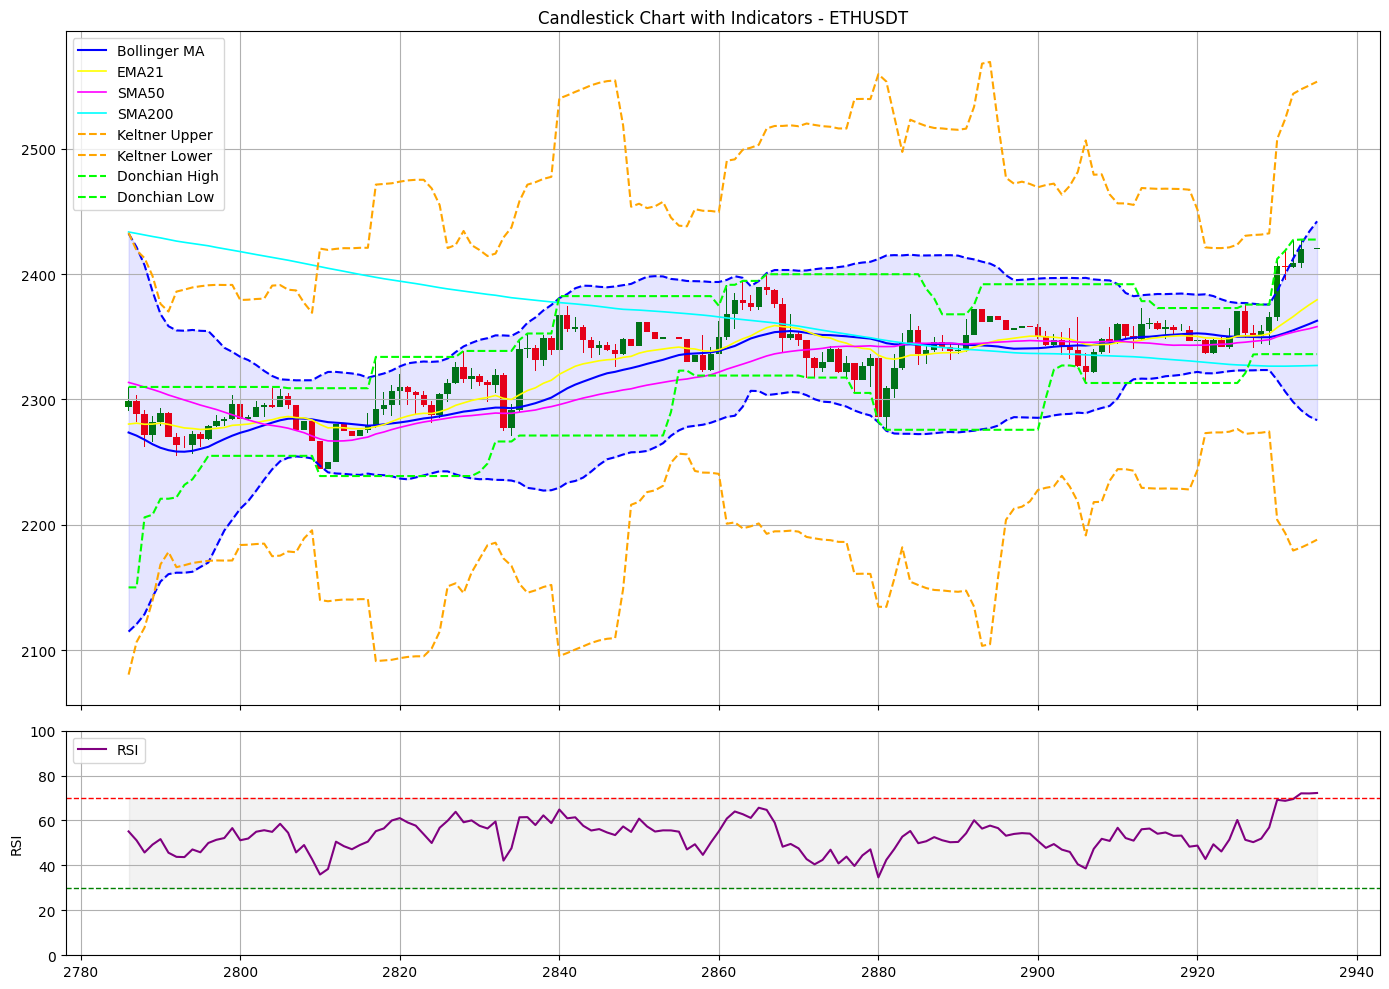 Candlestick Chart with Indicators - ETHUSDT
Bollinger MA
EMA21
SMA50
SMA200
Keltner Upper
Keltner Lower
Donchian High
Donchian Low
2500
2400
2300
2200
2100
RSI
100
80
60
40
20
0
RSI
2780
2800
2820
2840
2860
2880
2900
2920
2940